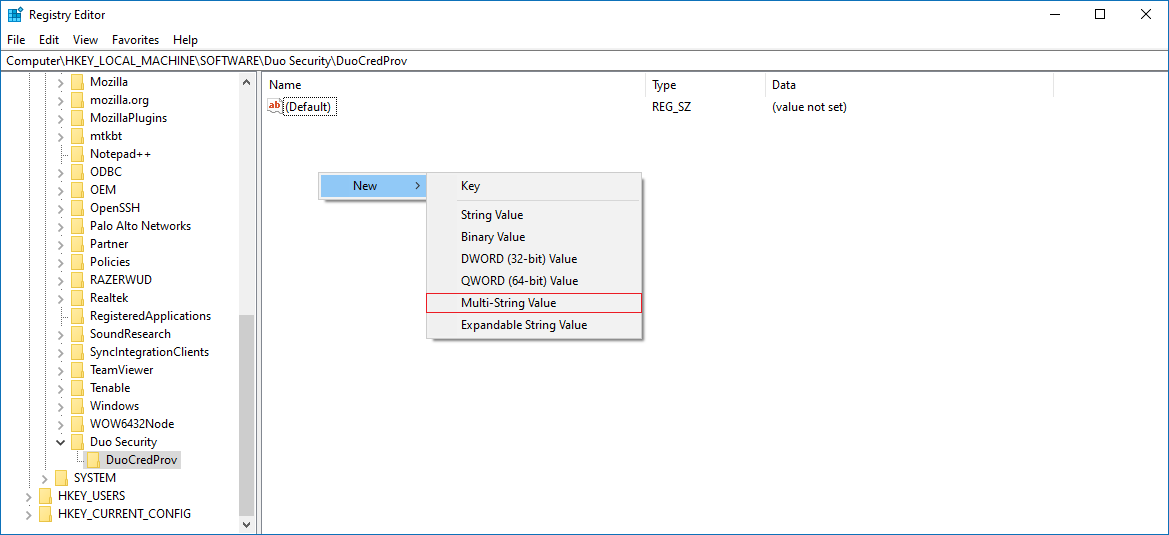 Registry Editor
File Edit View Favorites Help
Computer\HKEY_LOCAL_MACHINE\SOFTWARE\Duo Security\DuoCredProv
Mozilla
mozilla.org
MozillaPlugins
mtkbt
Notepad++
ODBC
OEM
OpenSSH
Palo Alto Networks
Partner
Policies
RAZERWUD
Realtek
RegisteredApplications
SoundResearch
SyncIntegrationClients
TeamViewer
Tenable
Windows
WOW6432Node
Duo Security
DuoCredProv
SYSTEM
HKEY_USERS
HKEY_CURRENT_CONFIG
Name Type Data
ab (Default) REG_SZ (value not set)
New
Key
String Value
Binary Value
DWORD (32-bit) Value
QWORD (64-bit) Value
Multi-String Value
Expandable String Value